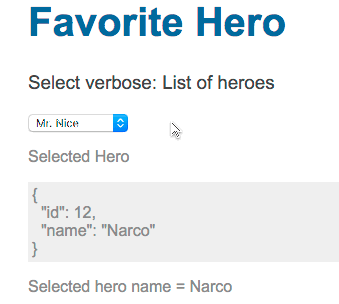 Favorite Hero
Select verbose: List of heroes
Mr. Nice
Selected Hero
{
"id": 12,
"name": "Narco"
}
Selected hero name = Narco